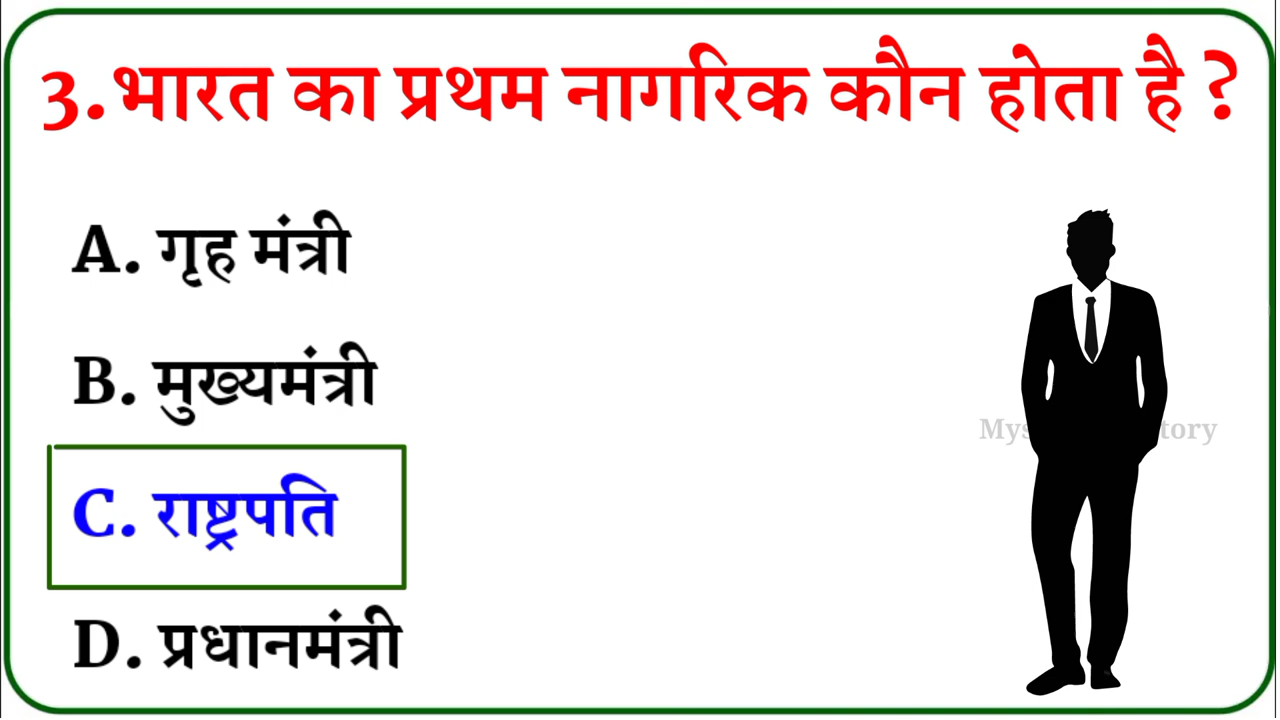 3. भारत का प्रथम नागरिक कौन होता है ?
A. गृह मंत्री
B. मुख्यमंत्री
C. राष्ट्रपति
D. प्रधानमंत्री